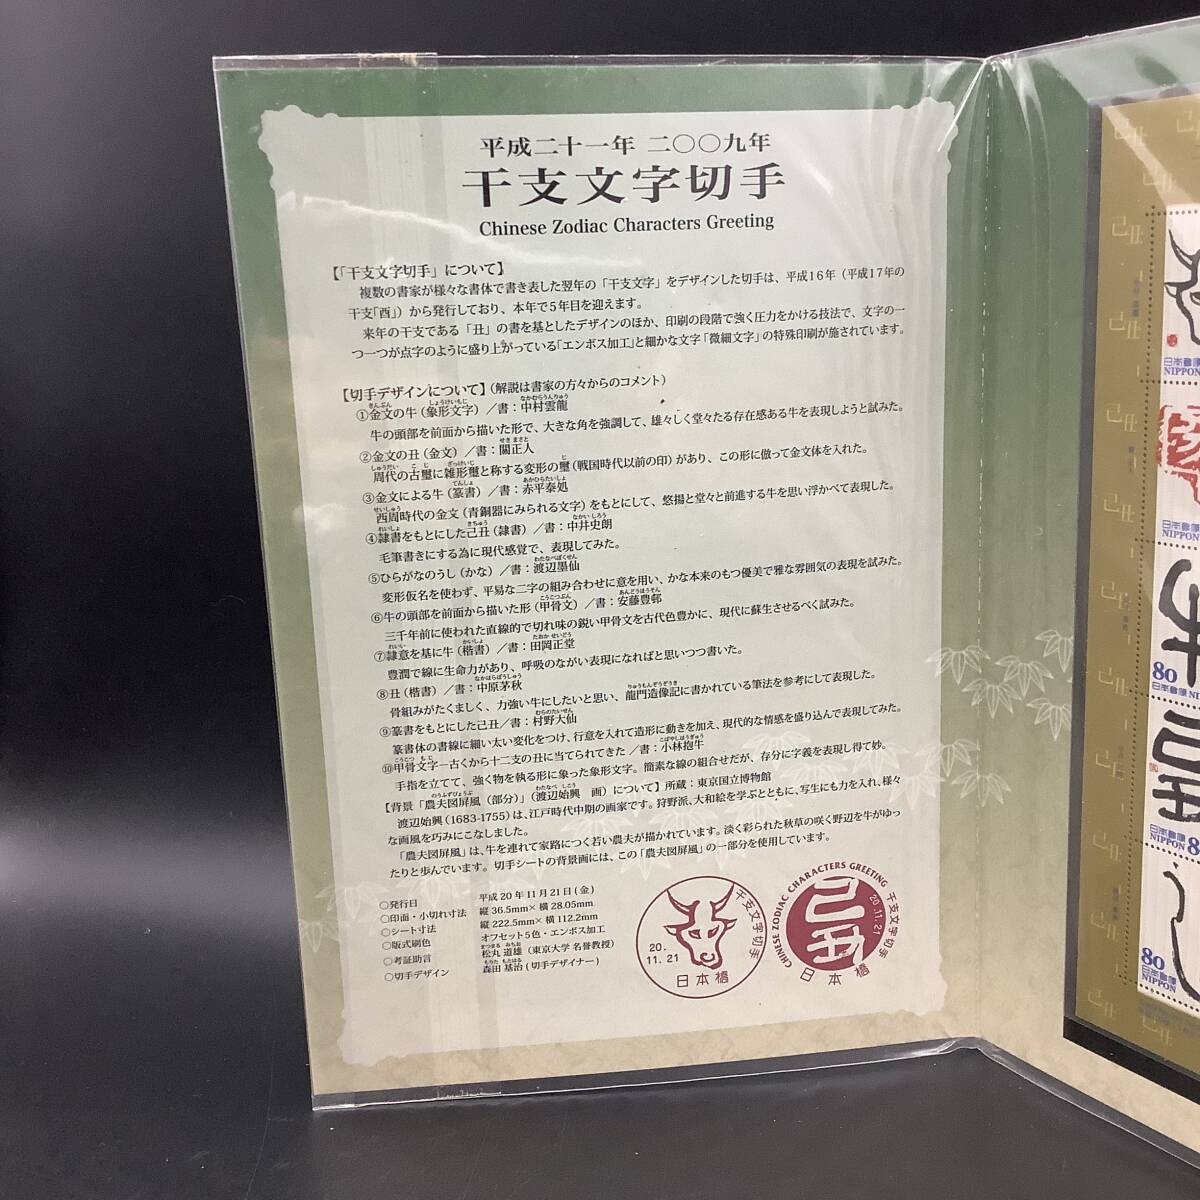 平成二十一年 二〇〇九年
干支文字切手
Chinese Zodiac Characters Greeting
【「干支文字切手」について】
複数の書家が様々な書体で書き表した翌年の「干支文字」をデザインした切手は、平成16年(平成17年の
干支「酉」)から発行しており、本年で5年目を迎えます。
来年の干支である「丑」の書を基としたデザインのほか、印刷の段階で強く圧力をかける技法で、文字の一
つ一つが点字のように盛り上がっている「エンボス加工」と細かな文字「微細文字」の特殊印刷が施されています。
【切手デザインについて】(解説は書家の方々からのコメント)
①金文の牛(象形文字)/書:中村雲龍
牛の頭部を前面から描いた形で、大きな角を強調して、雄々しく堂々たる存在感ある牛を表現しようと試みた。
②金文の丑(金文)/書:關正人
周代の古璽に雑形璽と称する変形の璽(戦国時代以前の印)があり、この形に倣って金文体を入れた。
③金文による牛(篆書)/書:赤平泰処
西周時代の金文(青銅器にみられる文字)をもとにして、悠揚と堂々と前進する牛を思い浮かべて表現した。
④隷書をもとにした己丑(隷書)/書:中井史朗
毛筆書きにする為に現代感覚で、表現してみた。
⑤ひらがなのうし(かな)/書:渡辺墨仙
変形仮名を使わず、平易な二字の組み合わせに意を用い、かな本来のもつ優美で雅な雰囲気の表現を試みた。
⑥牛の頭部を前面から描いた形(甲骨文)/書:安藤豊邨
三千年前に使われた直線的で切れ味の鋭い甲骨文を古代色豊かに、現代に蘇生させるべく試みた。
⑦隷意を基に牛(楷書)/書:田岡正堂
豊潤で線に生命力があり、呼吸のながい表現になればと思いつつ書いた。
⑧丑(楷書)/書:中原茅秋
骨組みがたくましく、力強い牛にしたいと思い、龍門造像記に書かれている筆法を参考にして表現した。
⑨篆書をもとにした己丑/書:村野大仙
篆書体の書線に細い太い変化をつけ、行意を入れて造形に動きを加え、現代的な情感を盛り込んで表現してみた。
⑩甲骨文字―古くから十二支の丑に当てられてきた/書:小林抱牛
手指を立てて、強く物を執る形に象った象形文字。簡素な線の組合せだが、存分に字義を表現し得て妙。
【背景「農夫図屏風(部分)」(渡辺始興 画)について】所蔵:東京国立博物館
渡辺始興(1683-1755)は、江戸時代中期の画家です。狩野派、大和絵を学ぶとともに、写生にも力を入れ、様々
な画風を巧みにこなしました。
「農夫図屏風」は、牛を連れて家路につく若い農夫が描かれています。淡く彩られた秋草の咲く野辺を牛がゆっ
たりと歩んでいます。切手シートの背景画には、この「農夫図屏風」の一部分を使用しています。
○発行日 平成20年11月21日(金)
○印面・小切れ寸法 縦36.5mm×横28.05mm
○シート寸法 縦222.5mm×横112.2mm
○版式刷色 オフセット5色・エンボス加工
○考証助言 松丸道雄(東京大学 名誉教授)
○切手デザイン 森田基治(切手デザイナー)
干支文字切手
20.
11.21
日本橋
CHINESE ZODIAC CHARACTERS GREETING
干支文字切手
20.11.21
日本橋
日本郵便
NIPPON
日本郵便
NIPPON
80
日本郵便
日本郵便
NIPPON
80
日本郵便
NIPPON